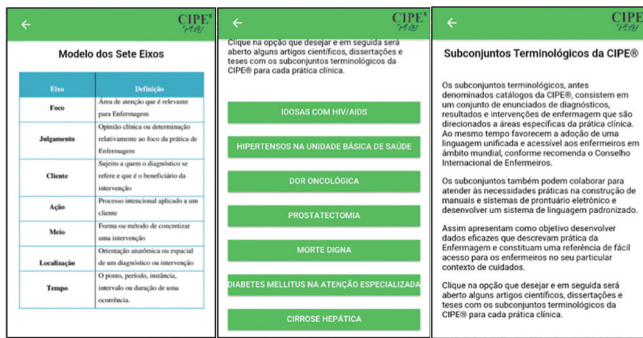 CIPE®
Modelo dos Sete Eixos
Eixo Definição
Foco Área de atenção que é relevante
para Enfermagem
Julgamento Opinião clínica ou determinação
relativamente ao foco da prática de
Enfermagem
Cliente Sujeito a quem o diagnóstico se
refere e que é o beneficiário da
intervenção
Ação Processo intencional aplicado a um
cliente
Meio Forma ou método de concretizar
uma intervenção
Localização Orientação anatômica ou espacial
de um diagnóstico ou intervenção
Tempo O ponto, período, instância,
intervalo ou duração de uma
ocorrência.
CIPE®
Clique na opção que desejar e em seguida será
aberto alguns artigos científicos, dissertações e
teses com os subconjuntos terminológicos da
CIPE® para cada prática clínica.
IDOSAS COM HIV/AIDS
HIPERTENSOS NA UNIDADE BÁSICA DE SAÚDE
DOR ONCOLÓGICA
PROSTATECTOMIA
MORTE DIGNA
DIABETES MELLITUS NA ATENÇÃO ESPECIALIZADA
CIRROSE HEPÁTICA
CIPE
Subconjuntos Terminológicos da CIPE®
Os subconjuntos terminológicos, antes
denominados catálogos da CIPE®, consistem em
um conjunto de enunciados de diagnósticos,
resultados e intervenções de enfermagem que são
direcionados a áreas específicas da prática clínica.
Ao mesmo tempo favorecem a adoção de uma
linguagem unificada e acessível aos enfermeiros em
âmbito mundial, conforme recomenda o Conselho
Internacional de Enfermeiros.
Os subconjuntos também podem colaborar para
atender às necessidades práticas na construção de
manuais e sistemas de prontuário eletrônico e
desenvolver um sistema de linguagem padronizado.
Assim apresentam como objetivo desenvolver
dados eficazes que descrevam prática da
Enfermagem e constituam uma referência de fácil
acesso para os enfermeiros no seu particular
contexto de cuidados.
Clique na opção que desejar e em seguida será
aberto alguns artigos científicos, dissertações e
teses com os subconjuntos terminológicos da
CIPE® para cada prática clínica.